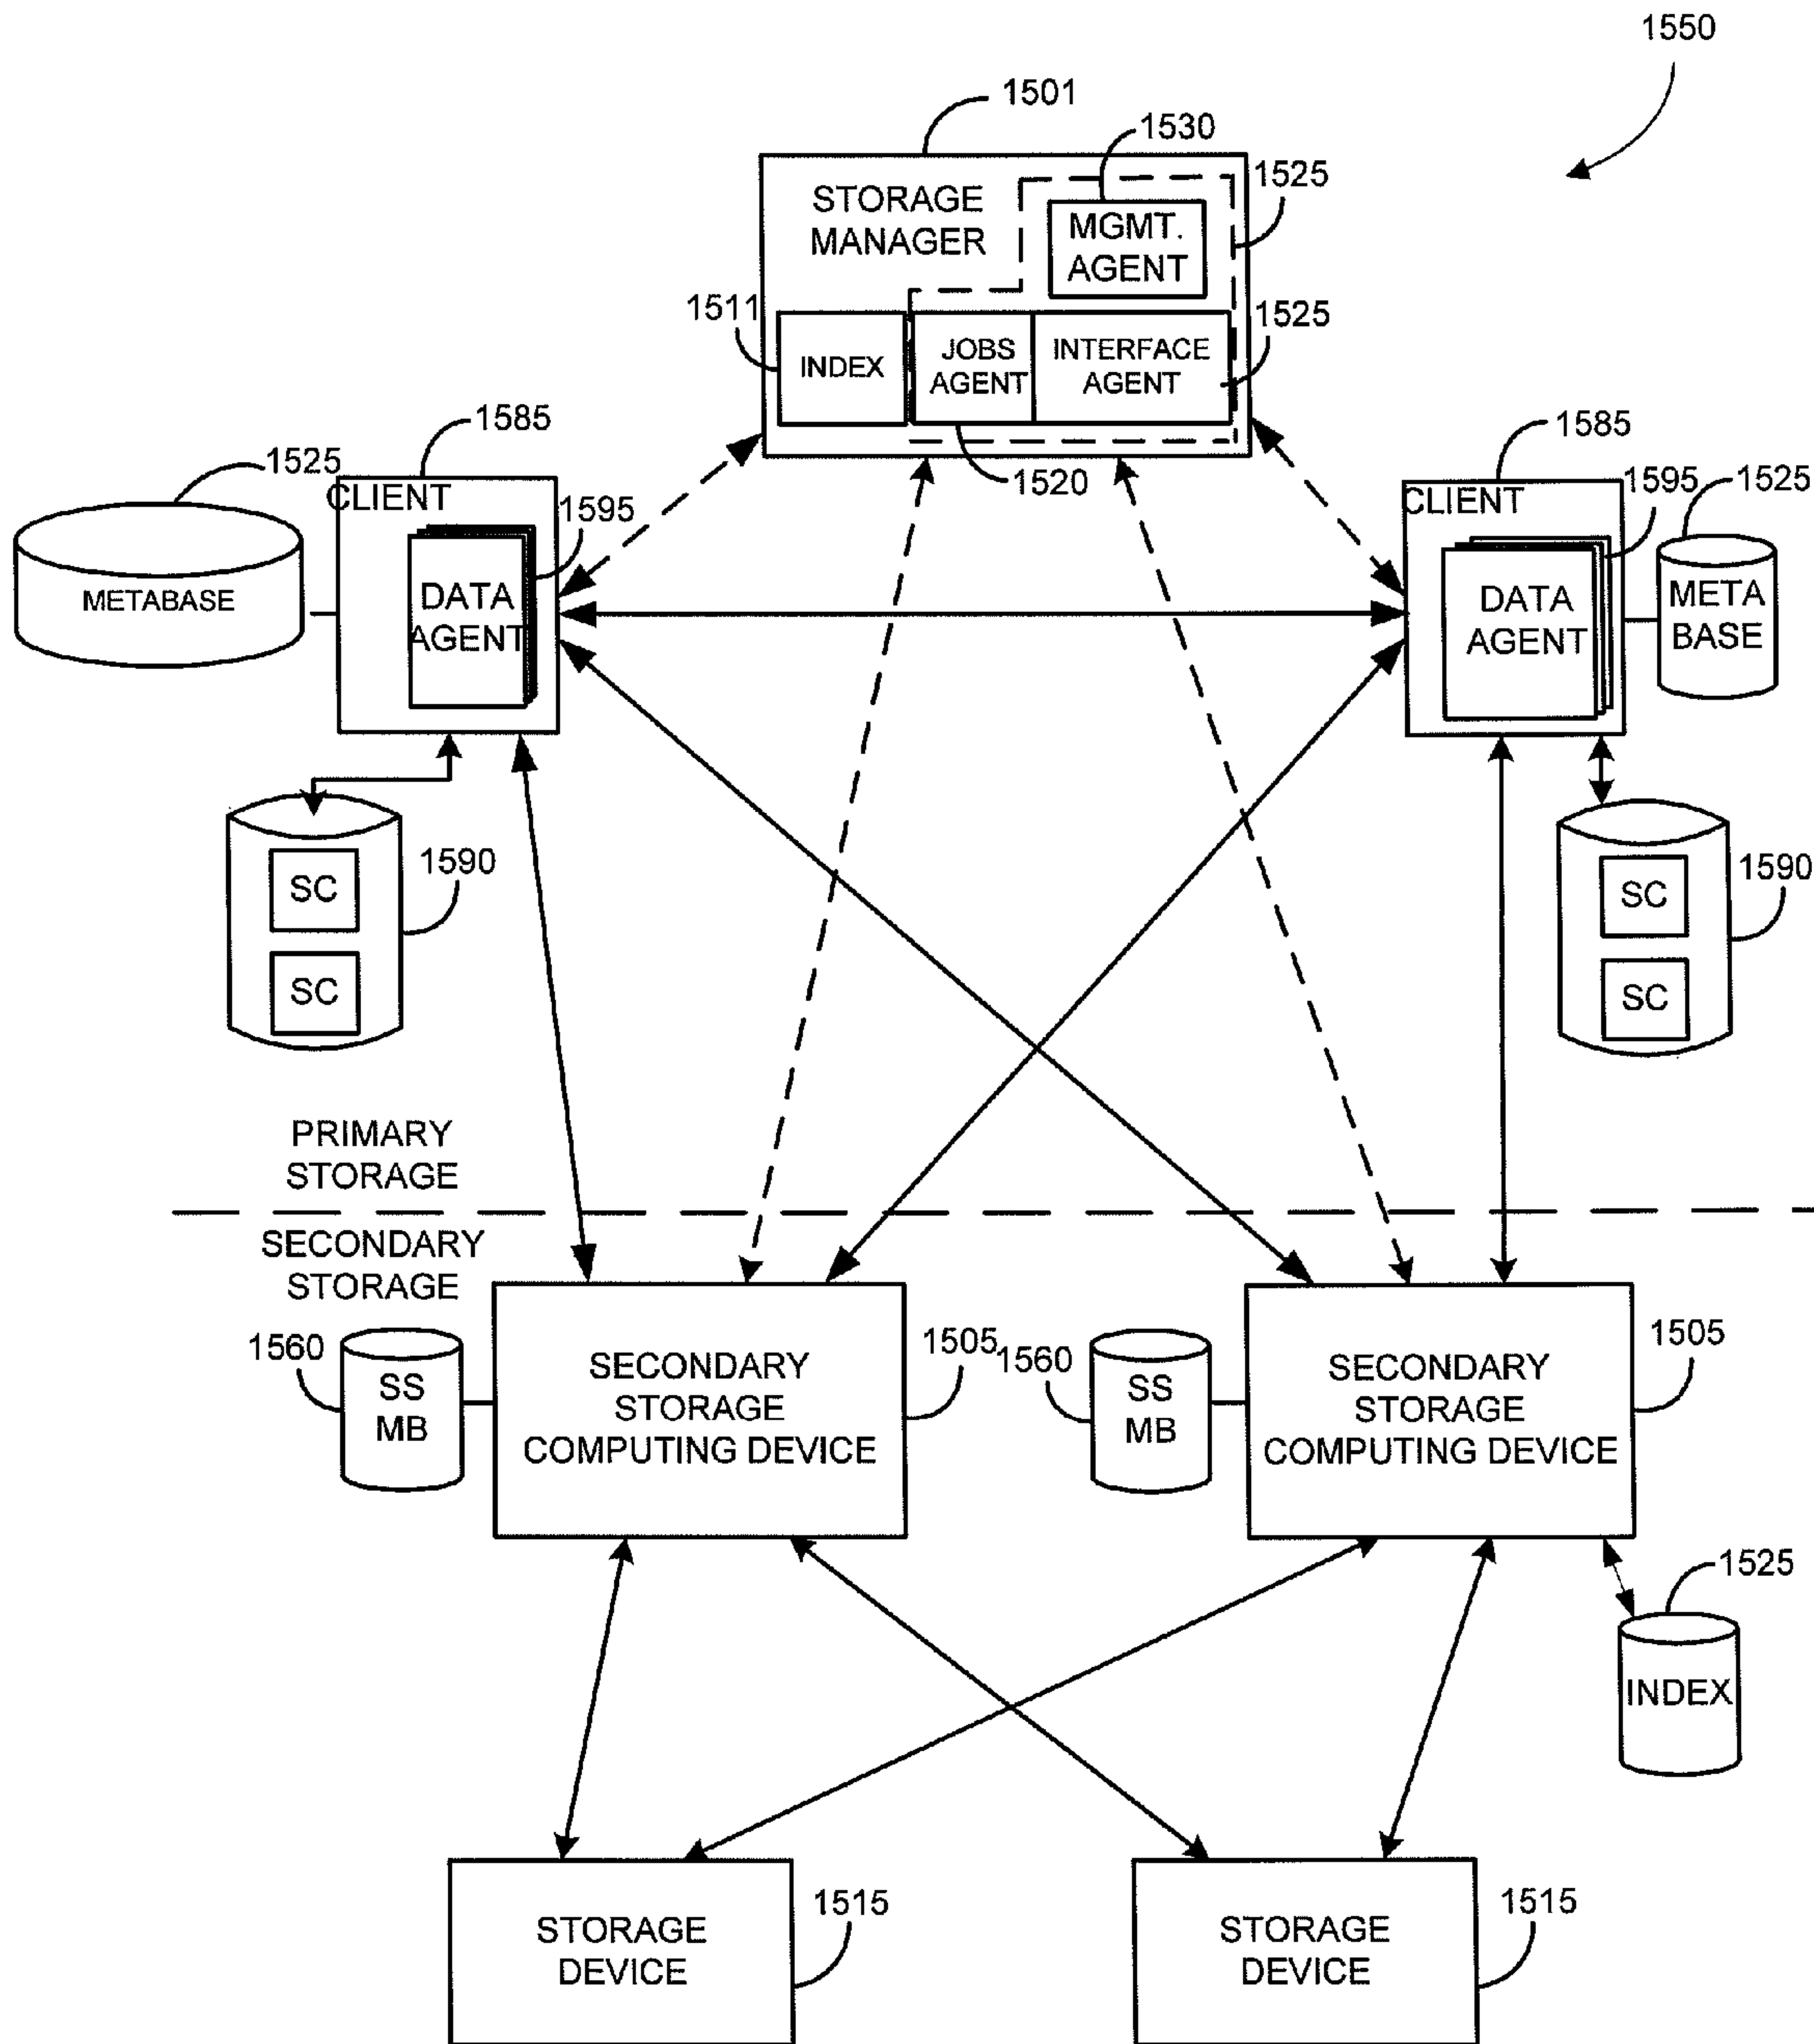 1550
1501
1530
1525
STORAGE
MANAGER
MGMT.
AGENT
1511
1525
INDEX
JOBS
AGENT
INTERFACE
AGENT
1520
1585
1525
CLIENT
1595
METABASE
DATA
AGENT
1585
1595
1525
CLIENT
DATA
AGENT
META
BASE
SC
1590
SC
SC
1590
SC
PRIMARY
STORAGE
SECONDARY
STORAGE
1560
SS
MB
SECONDARY
STORAGE
COMPUTING DEVICE
1505
1560
SS
MB
SECONDARY
STORAGE
COMPUTING DEVICE
1505
1525
INDEX
STORAGE
DEVICE
1515
STORAGE
DEVICE
1515